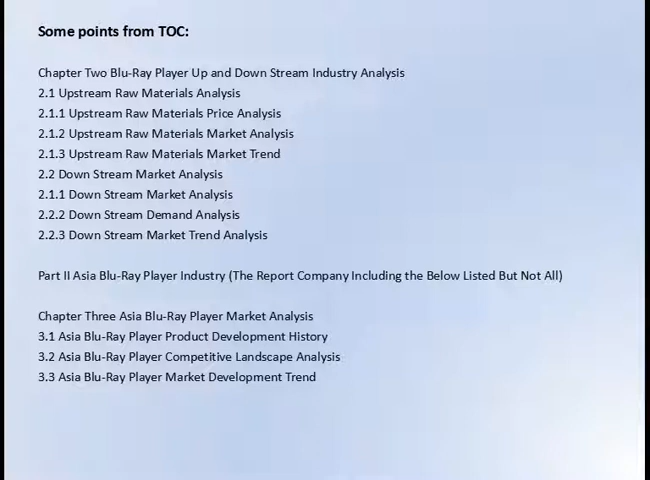 Some points from TOC:
Chapter Two Blu-Ray Player Up and Down Stream Industry Analysis
2.1 Upstream Raw Materials Analysis
2.1.1 Upstream Raw Materials Price Analysis
2.1.2 Upstream Raw Materials Market Analysis
2.1.3 Upstream Raw Materials Market Trend
2.2 Down Stream Market Analysis
2.1.1 Down Stream Market Analysis
2.2.2 Down Stream Demand Analysis
2.2.3 Down Stream Market Trend Analysis
Part II Asia Blu-Ray Player Industry (The Report Company Including the Below Listed But Not All)
Chapter Three Asia Blu-Ray Player Market Analysis
3.1 Asia Blu-Ray Player Product Development History
3.2 Asia Blu-Ray Player Competitive Landscape Analysis
3.3 Asia Blu-Ray Player Market Development Trend